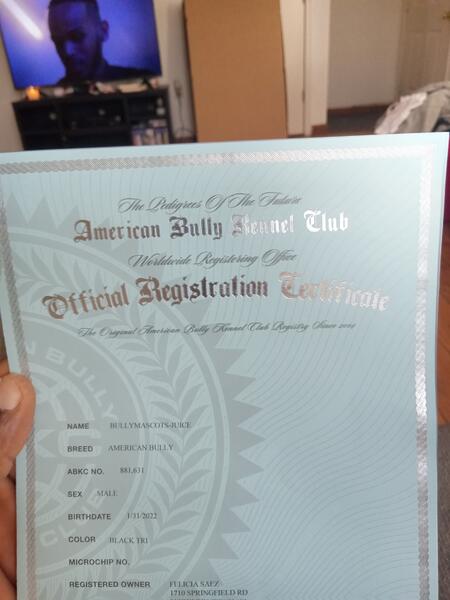 The Pedigrees Of The Future
American Bully Kennel Club
Worldwide Registering Office
Official Registration Certificate
The Original American Bully Kennel Club Registry Since 2004
NAME BULLYMASCOTS-JUICE
BREED AMERICAN BULLY
ABKC NO. 881,631
SEX MALE
BIRTHDATE 1/31/2022
COLOR BLACK TRI
MICROCHIP NO.
REGISTERED OWNER FULICIA SAEZ
1710 SPRINGFIELD RD
BULLY